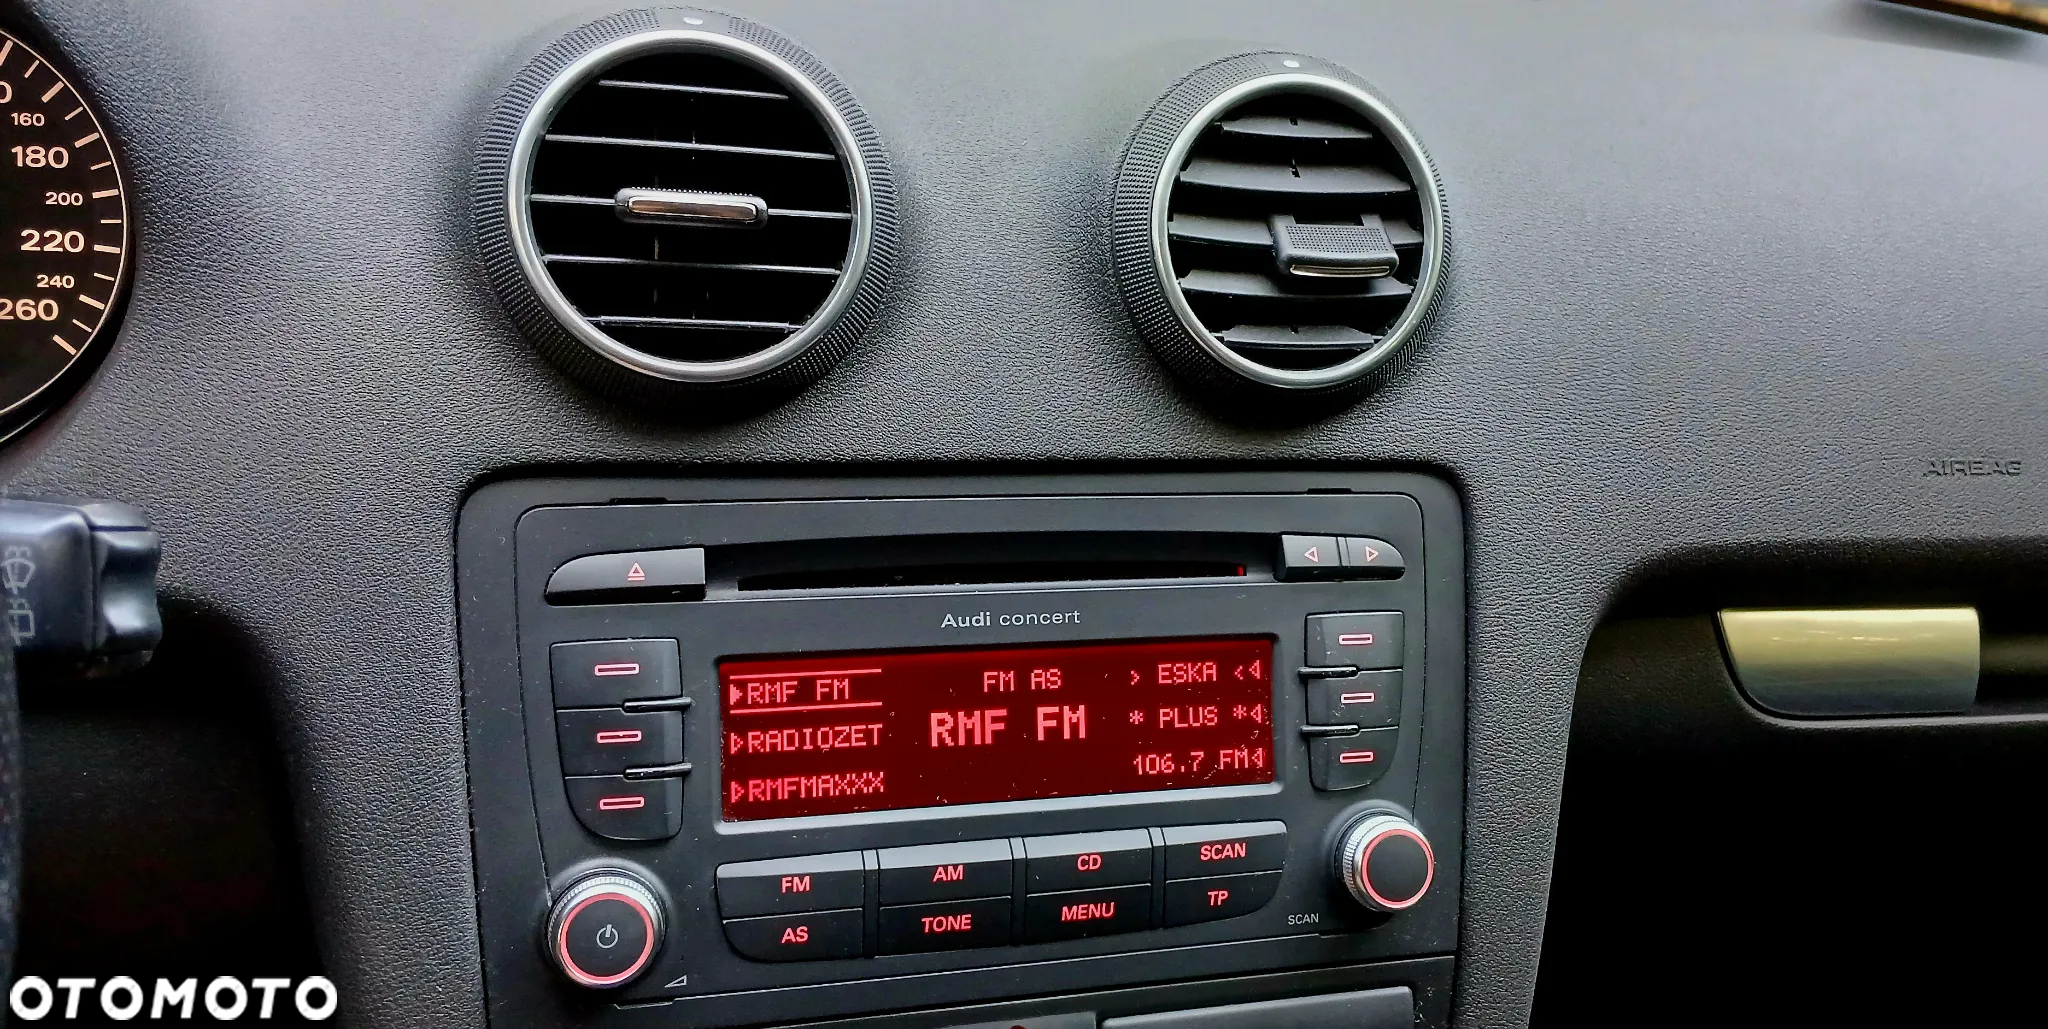 160
180
200
220
240
260
AIRBAG
Audi concert
RMF FM
RADIOZET
RMFMAXXX
FM AS
RMF FM
> ESKA <
* PLUS *
106.7 FM
FM
AM
CD
SCAN
AS
TONE
MENU
TP
SCAN
OTOMOTO